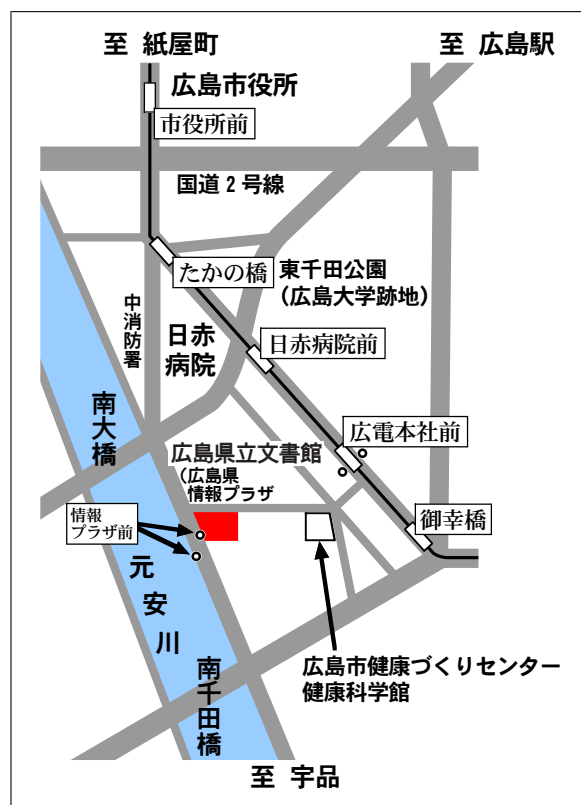 至 紙屋町
至 広島駅
広島市役所
市役所前
国道2号線
たかの橋
東千田公園
(広島大学跡地)
中消防署
日赤
病院
日赤病院前
南大橋
広電本社前
広島県立文書館
(広島県
情報プラザ
情報
プラザ前
御幸橋
元安川
広島市健康づくりセンター
健康科学館
南千田橋
至 宇品